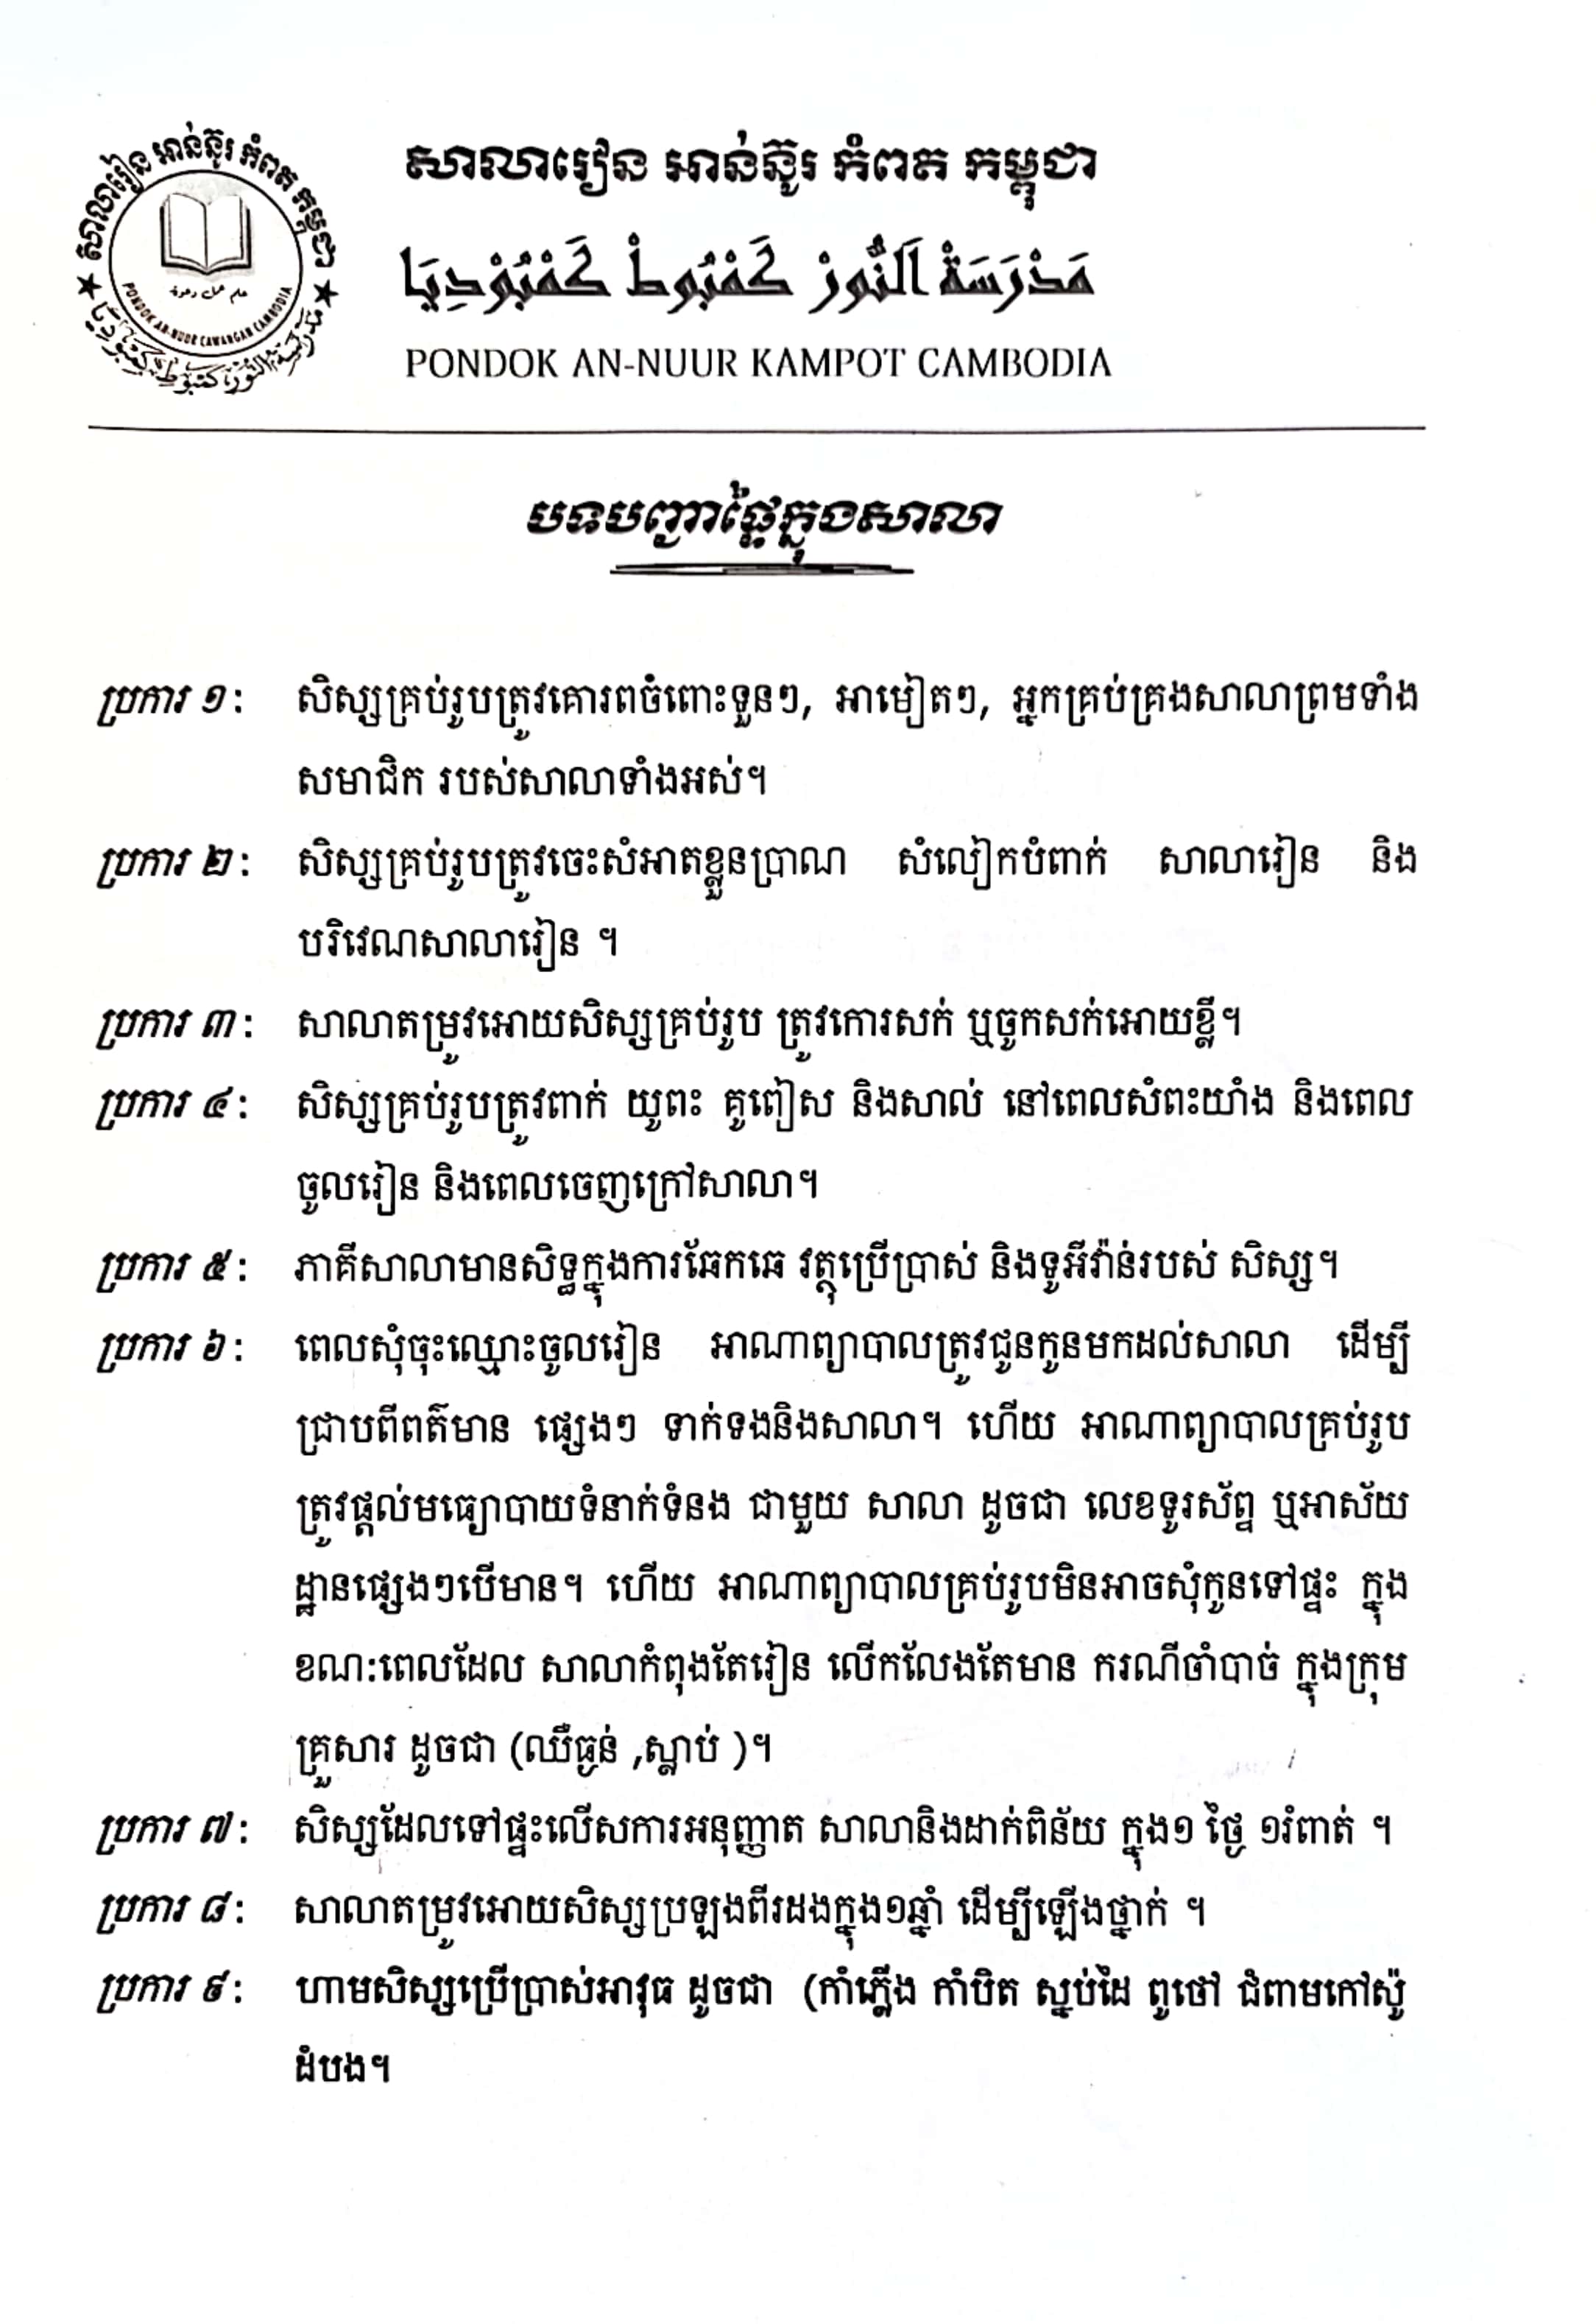 សាលារៀន អាន់ន៊ូរ កំពត កម្ពុជា
PONDOK AN-NUUR CAWANGAN CAMBODIA
علم عمل دعوة
مدرسة النور كمبوط كمبوديا
សាលារៀន អាន់ន៊ូរ កំពត កម្ពុជា
مَدْرَسَةُ اَلنُّورْ كَمْبُوطْ كَمْبُوْدِيَا
PONDOK AN-NUUR KAMPOT CAMBODIA
បទបញ្ជាផ្ទៃក្នុងសាលា
ប្រការ ១: សិស្សគ្រប់រូបត្រូវគោរពចំពោះទួនៗ, អាមៀតៗ, អ្នកគ្រប់គ្រងសាលាព្រមទាំង
សមាជិក របស់សាលាទាំងអស់។
ប្រការ ២: សិស្សគ្រប់រូបត្រូវចេះសំអាតខ្លួនប្រាណ សំលៀកបំពាក់ សាលារៀន និង
បរិវេណសាលារៀន ។
ប្រការ ៣: សាលាតម្រូវអោយសិស្សគ្រប់រូប ត្រូវកោរសក់ ឬចូកសក់អោយខ្លី។
ប្រការ ៤: សិស្សគ្រប់រូបត្រូវពាក់ យូពះ គូពៀស និងសាល់ នៅពេលសំពះយាំង និងពេល
ចូលរៀន និងពេលចេញក្រៅសាលា។
ប្រការ ៥: ភាគីសាលាមានសិទ្ធក្នុងការឆែកឆេ វត្ថុប្រើប្រាស់ និងទូអីវ៉ាន់របស់ សិស្ស។
ប្រការ ៦: ពេលសុំចុះឈ្មោះចូលរៀន អាណាព្យាបាលត្រូវជូនកូនមកដល់សាលា ដើម្បី
ជ្រាបពីពត៌មាន ផ្សេងៗ ទាក់ទងនិងសាលា។ ហើយ អាណាព្យាបាលគ្រប់រូប
ត្រូវផ្តល់មធ្យោបាយទំនាក់ទំនង ជាមួយ សាលា ដូចជា លេខទូរស័ព្ទ ឬអាស័យ
ដ្ឋានផ្សេងៗបើមាន។ ហើយ អាណាព្យាបាលគ្រប់រូបមិនអាចសុំកូនទៅផ្ទះ ក្នុង
ខណ:ពេលដែល សាលាកំពុងតែរៀន លើកលែងតែមាន ករណីចាំបាច់ ក្នុងក្រុម
គ្រួសារ ដូចជា (ឈឺធ្ងន់ ,ស្លាប់ )។
ប្រការ ៧: សិស្សដែលទៅផ្ទះលើសការអនុញ្ញាត សាលានិងដាក់ពិន័យ ក្នុង១ ថ្ងៃ ១រំពាត់ ។
ប្រការ ៨: សាលាតម្រូវអោយសិស្សប្រឡងពីរដងក្នុង១ឆ្នាំ ដើម្បីឡើងថ្នាក់ ។
ប្រការ ៩: ហាមសិស្សប្រើប្រាស់អាវុធ ដូចជា (កាំភ្លើង កាំបិត ស្នប់ដៃ ពូថៅ ជំពាមកៅស៊ូ
ដំបង។